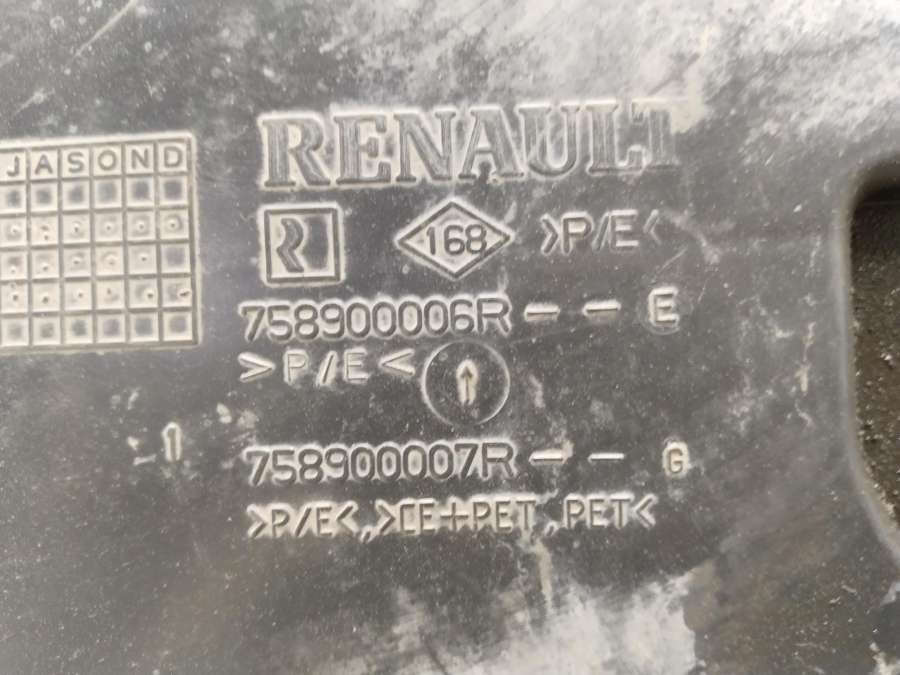 RENAULT
JASOND
R 168 >P/E<
758900006R-- E
>P/E<
1
758900007R-- G
>P/E<,>CE+PET,PET<